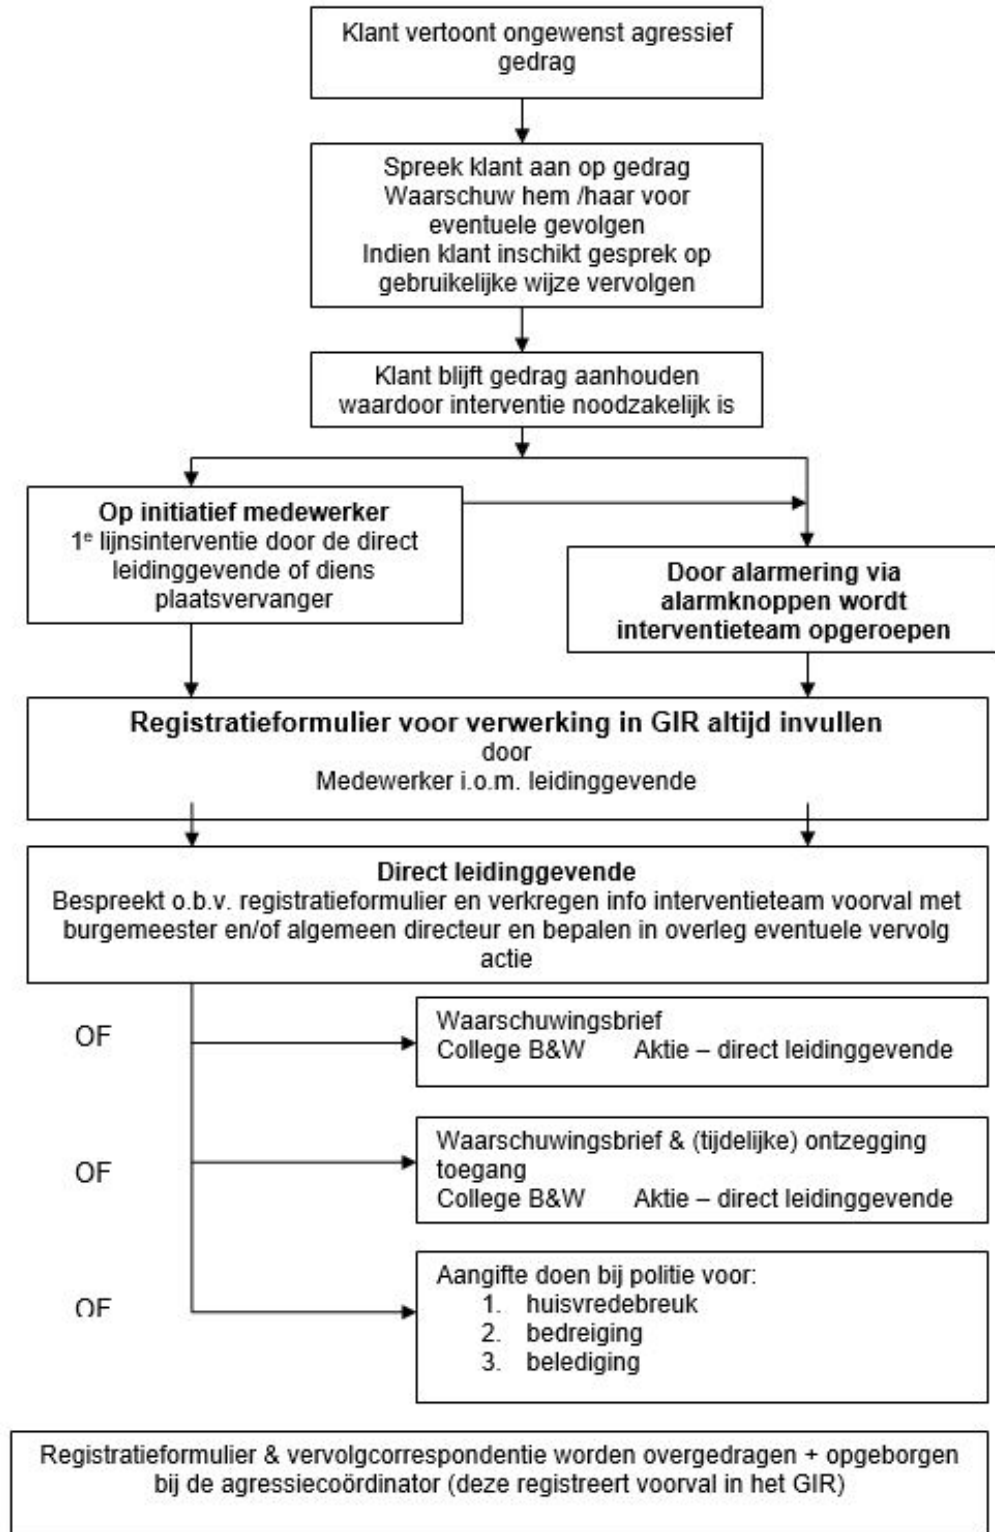 Klant vertoont ongewenst agressief
gedrag
Spreek klant aan op gedrag
Waarschuw hem /haar voor
eventuele gevolgen
Indien klant inschikt gesprek op
gebruikelijke wijze vervolgen
Klant blijft gedrag aanhouden
waardoor interventie noodzakelijk is
Op initiatief medewerker
1e lijnsinterventie door de direct
leidinggevende of diens
plaatsvervanger
Door alarmering via
alarmknoppen wordt
interventieteam opgeroepen
Registratieformulier voor verwerking in GIR altijd invullen
door
Medewerker i.o.m. leidinggevende
Direct leidinggevende
Bespreekt o.b.v. registratieformulier en verkregen info interventieteam voorval met
burgemeester en/of algemeen directeur en bepalen in overleg eventuele vervolg
actie
OF
Waarschuwingsbrief
College B&W Aktie – direct leidinggevende
OF
Waarschuwingsbrief & (tijdelijke) ontzegging
toegang
College B&W Aktie – direct leidinggevende
OF
Aangifte doen bij politie voor:
1. huisvredebreuk
2. bedreiging
3. belediging
Registratieformulier & vervolgcorrespondentie worden overgedragen + opgeborgen
bij de agressiecoördinator (deze registreert voorval in het GIR)